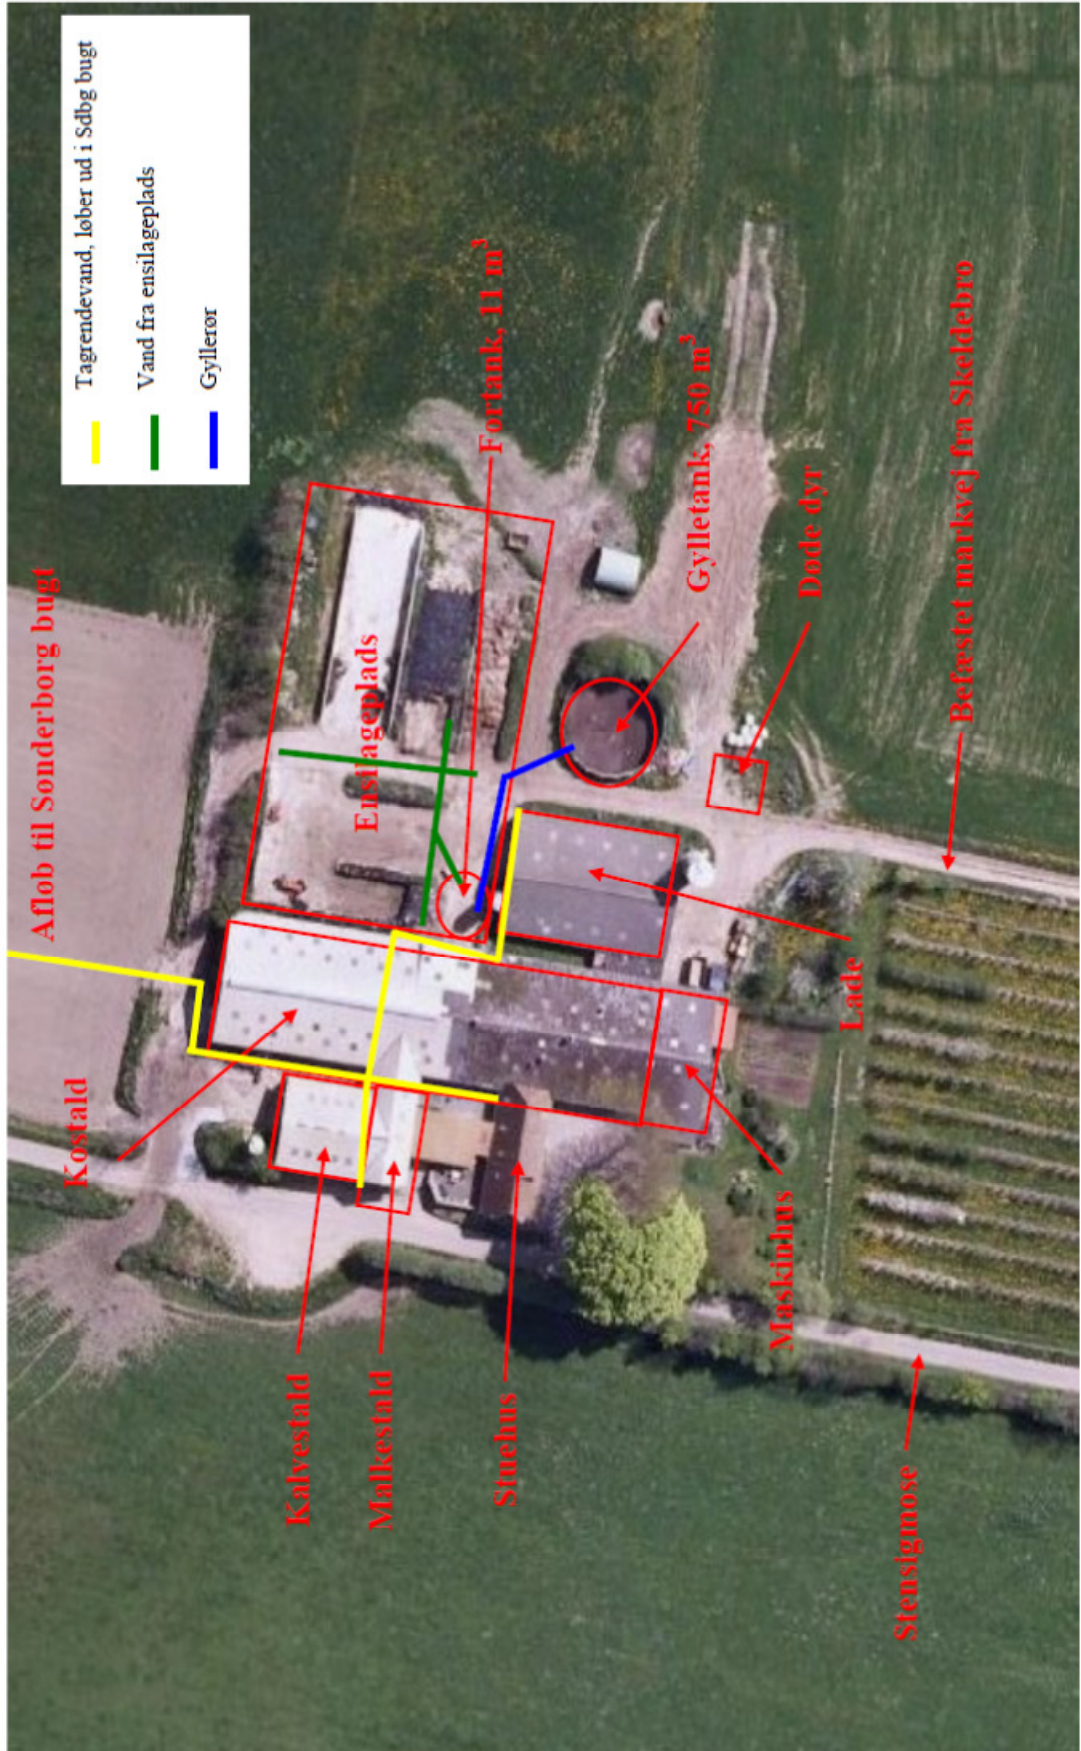 Tagrendevand, løber ud i Sdbg bugt
Vand fra ensilageplads
Gyllerør
Afløb til Sønderborg bugt
Kostald
Ensilageplads
Fortank, 11 m³
Gylletank, 750 m³
Døde dyr
Befæstet markvej fra Skeldebro
Lade
Maskinhus
Kalvestald
Malkestald
Stuehus
Stensigmose